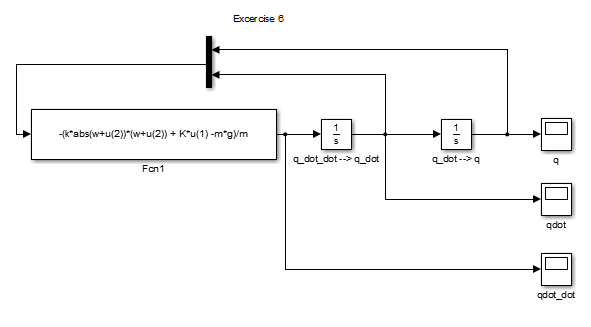 Excercise 6
-(k*abs(w+u(2))*(w+u(2)) + K*u(1) -m*g)/m
Fcn1
1
s
q_dot_dot --> q_dot
1
s
q_dot --> q
q
qdot
qdot_dot